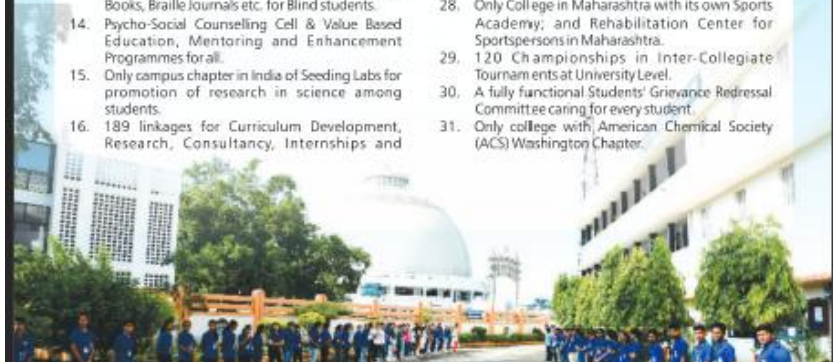 Books, Braille Journals etc. for Blind students.
14. Psycho-Social Counselling Cell & Value Based
Education, Mentoring and Enhancement
Programmes for all.
15. Only campus chapter in India of Seeding Labs for
promotion of research in science among
students.
16. 189 linkages for Curriculum Development,
Research, Consultancy, Internships and
28. Only College in Maharashtra with its own Sports
Academy; and Rehabilitation Center for
Sportspersons in Maharashtra.
29. 120 Championships in Inter-Collegiate
Tournaments at University Level.
30. A fully functional Students' Grievance Redressal
Committee caring for every student.
31. Only college with American Chemical Society
(ACS) Washington Chapter.